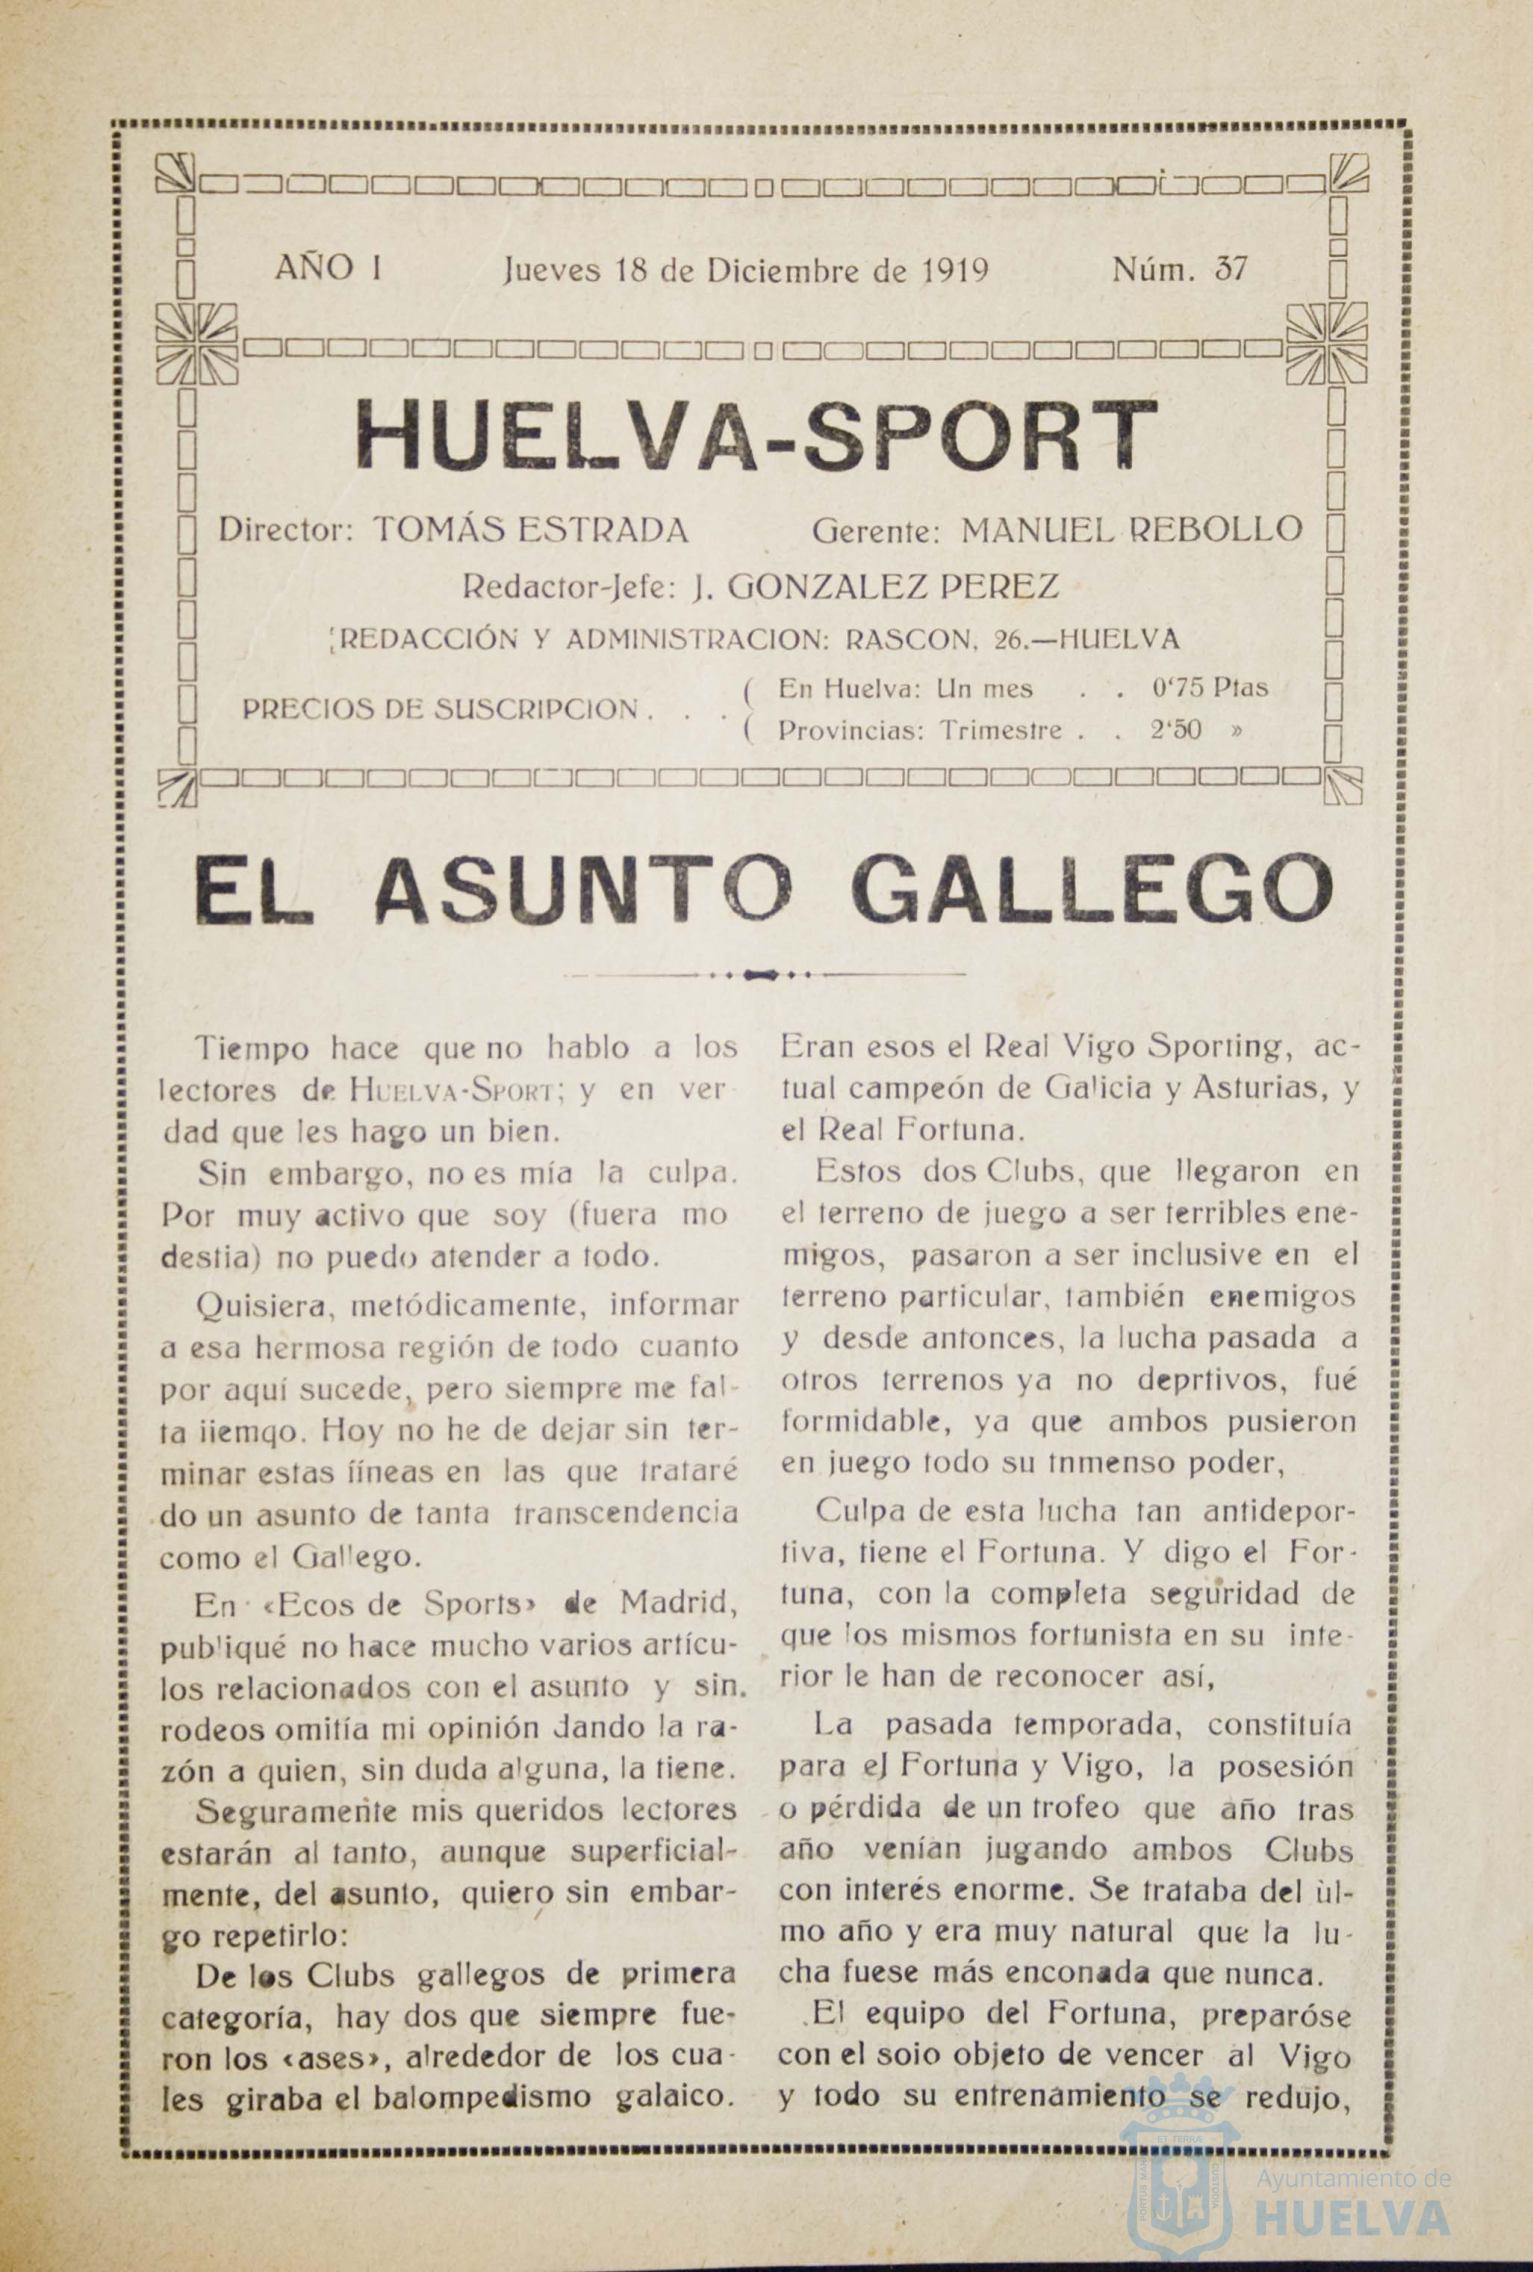 AÑO I Jueves 18 de Diciembre de 1919 Núm. 37
HUELVA-SPORT
Director: TOMÁS ESTRADA Gerente: MANUEL REBOLLO
Redactor-Jefe: J. GONZALEZ PEREZ
REDACCIÓN Y ADMINISTRACION: RASCON, 26.—HUELVA
PRECIOS DE SUSCRIPCION. . . . ( En Huelva: Un mes . . 0'75 Ptas
( Provincias: Trimestre . . 2'50 »
EL ASUNTO GALLEGO
Tiempo hace que no hablo a los
lectores de HUELVA-SPORT; y en ver-
dad que les hago un bien.
Sin embargo, no es mía la culpa.
Por muy activo que soy (fuera mo
destia) no puedo atender a todo.
Quisiera, metódicamente, informar
a esa hermosa región de todo cuanto
por aquí sucede, pero siempre me fal-
ta iiemqo. Hoy no he de dejar sin ter-
minar estas íineas en las que trataré
do un asunto de tanta transcendencia
como el Gallego.
En «Ecos de Sports» de Madrid,
publiqué no hace mucho varios artícu-
los relacionados con el asunto y sin.
rodeos omitía mi opinión dando la ra-
zón a quien, sin duda alguna, la tiene.
Seguramente mis queridos lectores
estarán al tanto, aunque superficial-
mente, del asunto, quiero sin embar-
go repetirlo:
De los Clubs gallegos de primera
categoría, hay dos que siempre fue-
ron los «ases», alrededor de los cua-
les giraba el balompedismo galaico.
Eran esos el Real Vigo Sporting, ac-
tual campeón de Galicia y Asturias, y
el Real Fortuna.
Estos dos Clubs, que llegaron en
el terreno de juego a ser terribles ene-
migos, pasaron a ser inclusive en el
terreno particular, también enemigos
y desde antonces, la lucha pasada a
otros terrenos ya no deprtivos, fué
formidable, ya que ambos pusieron
en juego todo su tnmenso poder,
Culpa de esta lucha tan antidepor-
tiva, tiene el Fortuna. Y digo el For-
tuna, con la completa seguridad de
que los mismos fortunista en su inte-
rior le han de reconocer así,
La pasada temporada, constituía
para el Fortuna y Vigo, la posesión
o pérdida de un trofeo que año tras
año venían jugando ambos Clubs
con interés enorme. Se trataba del úl-
mo año y era muy natural que la lu-
cha fuese más enconada que nunca.
El equipo del Fortuna, preparóse
con el soio objeto de vencer al Vigo
y todo su entrenamiento se redujo,
Ayuntamiento de
HUELVA